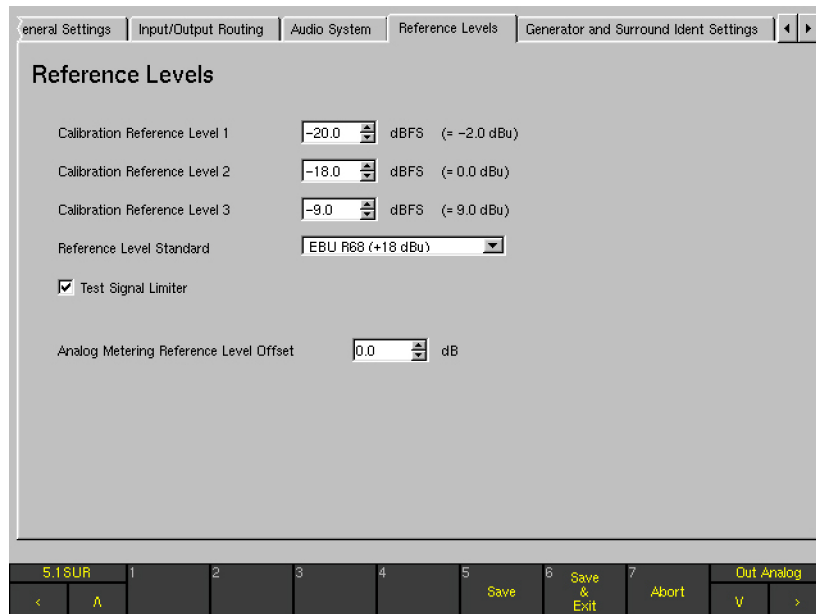 eneral Settings Input/Output Routing Audio System Reference Levels Generator and Surround Ident Settings
Reference Levels
Calibration Reference Level 1 -20.0 dBFS (= -2.0 dBu)
Calibration Reference Level 2 -18.0 dBFS (= 0.0 dBu)
Calibration Reference Level 3 -9.0 dBFS (= 9.0 dBu)
Reference Level Standard EBU R68 (+18 dBu)
Test Signal Limiter
Analog Metering Reference Level Offset 0.0 dB
5.1SUR 1 2 3 4 5 Save 6 Save & Exit 7 Abort Out Analog
< Λ V >